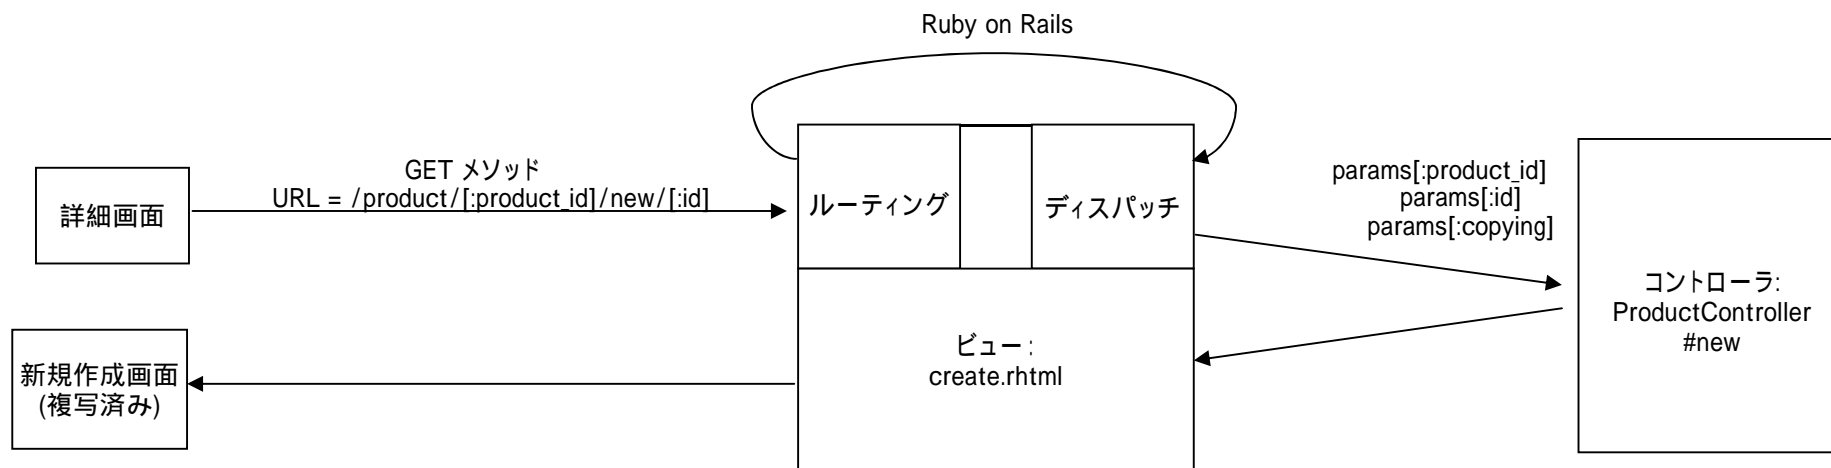 Ruby on Rails
GET メソッド
URL = /product/[:product_id]/new/[:id]
詳細画面
ルーティング
ディスパッチ
params[:product_id]
params[:id]
params[:copying]
コントローラ:
ProductController
#new
ビュー:
create.rhtml
新規作成画面
(複写済み)